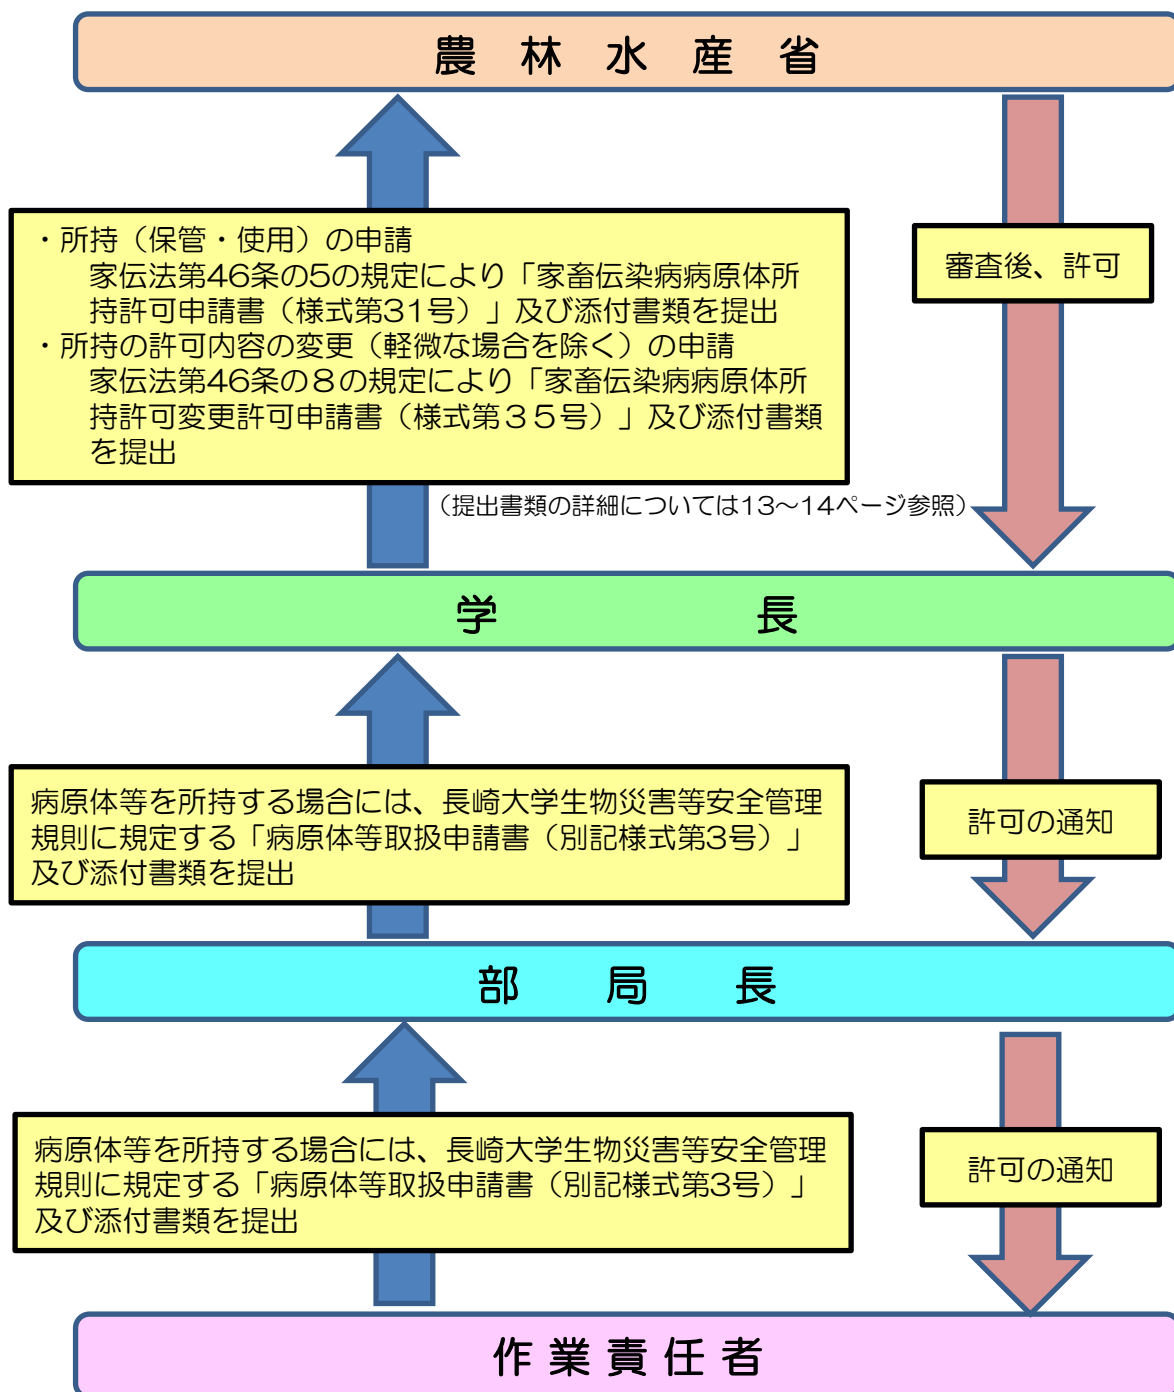 農林水産省
・所持（保管・使用）の申請
家伝法第46条の5の規定により「家畜伝染病病原体所
持許可申請書（様式第31号）」及び添付書類を提出
・所持の許可内容の変更（軽微な場合を除く）の申請
家伝法第46条の８の規定により「家畜伝染病病原体所
持許可変更許可申請書（様式第３５号）」及び添付書類
を提出
審査後、許可
（提出書類の詳細については13～14ページ参照）
学長
病原体等を所持する場合には、長崎大学生物災害等安全管理
規則に規定する「病原体等取扱申請書（別記様式第3号）」
及び添付書類を提出
許可の通知
部局長
病原体等を所持する場合には、長崎大学生物災害等安全管理
規則に規定する「病原体等取扱申請書（別記様式第3号）」
及び添付書類を提出
許可の通知
作業責任者